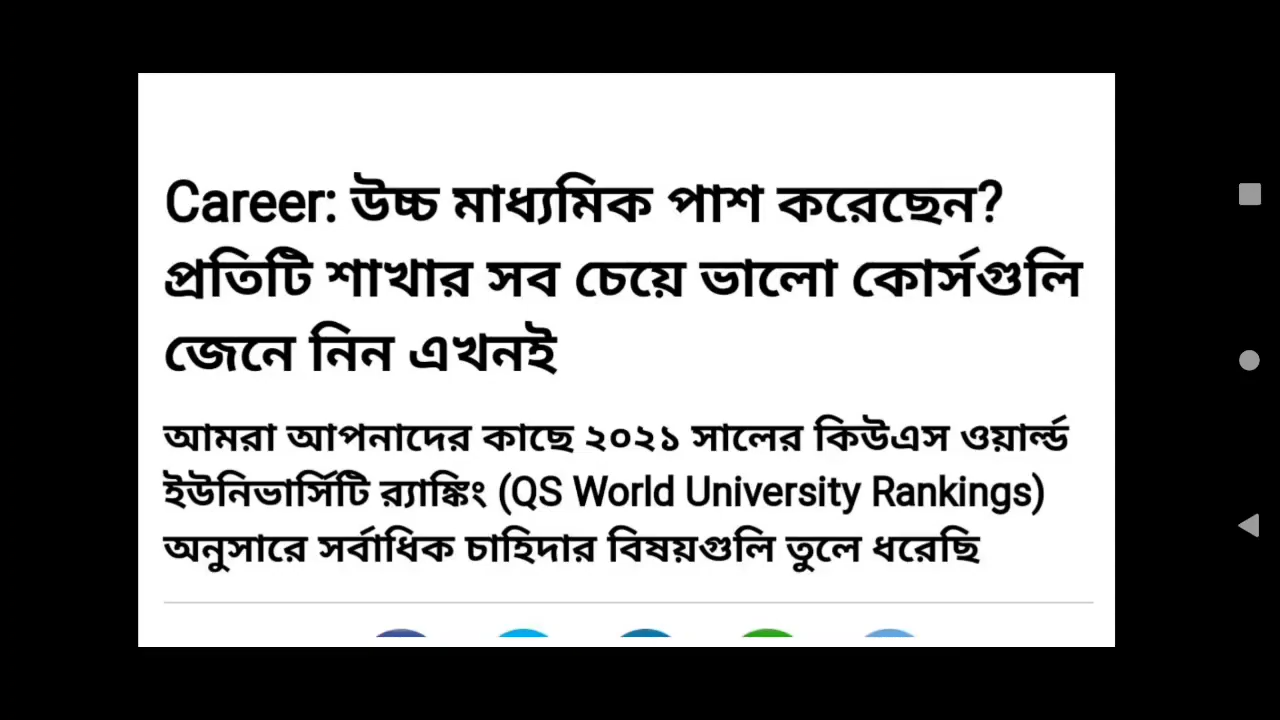 Career: উচ্চ মাধ্যমিক পাশ করেছেন?
প্রতিটি শাখার সব চেয়ে ভালো কোর্সগুলি
জেনে নিন এখনই
আমরা আপনাদের কাছে ২০২১ সালের কিউএস ওয়ার্ল্ড
ইউনিভার্সিটি র‍্যাঙ্কিং (QS World University Rankings)
অনুসারে সর্বাধিক চাহিদার বিষয়গুলি তুলে ধরেছি